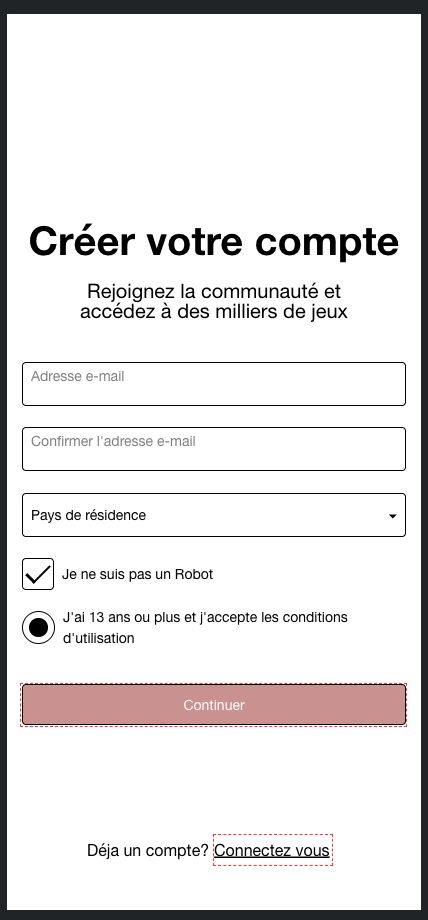 Créer votre compte
Rejoignez la communauté et
accédez à des milliers de jeux
Adresse e-mail
Confirmer l'adresse e-mail
Pays de résidence
Je ne suis pas un Robot
J'ai 13 ans ou plus et j'accepte les conditions
d'utilisation
Continuer
Déja un compte? Connectez vous